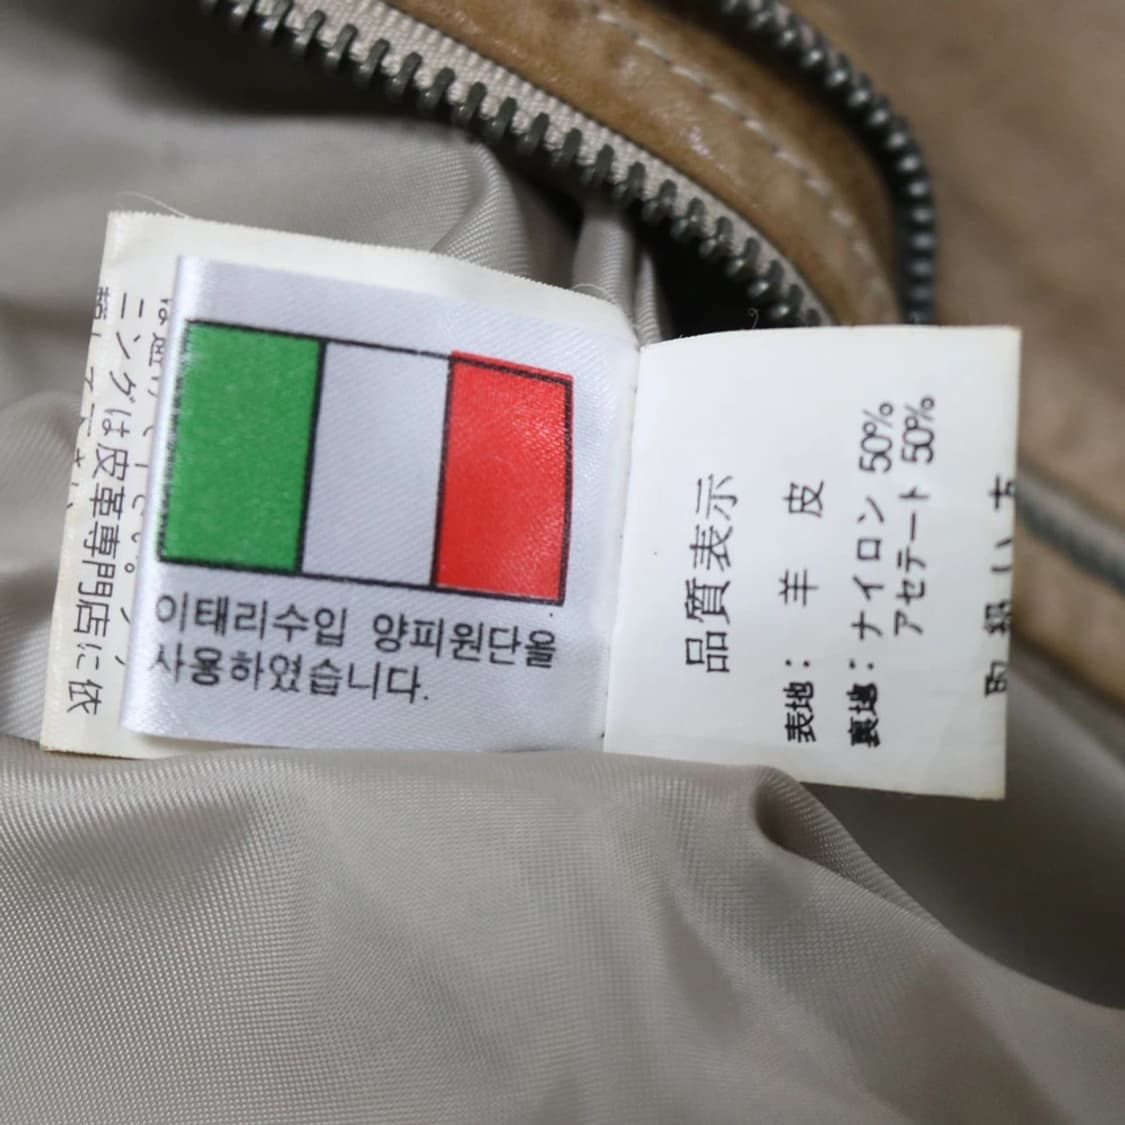 이태리수입 양피원단을
사용하였습니다.
品質表示
表地: 羊 皮
裏地: ナイロン 50%
アセテート 50%
ニングは皮革専門店に依